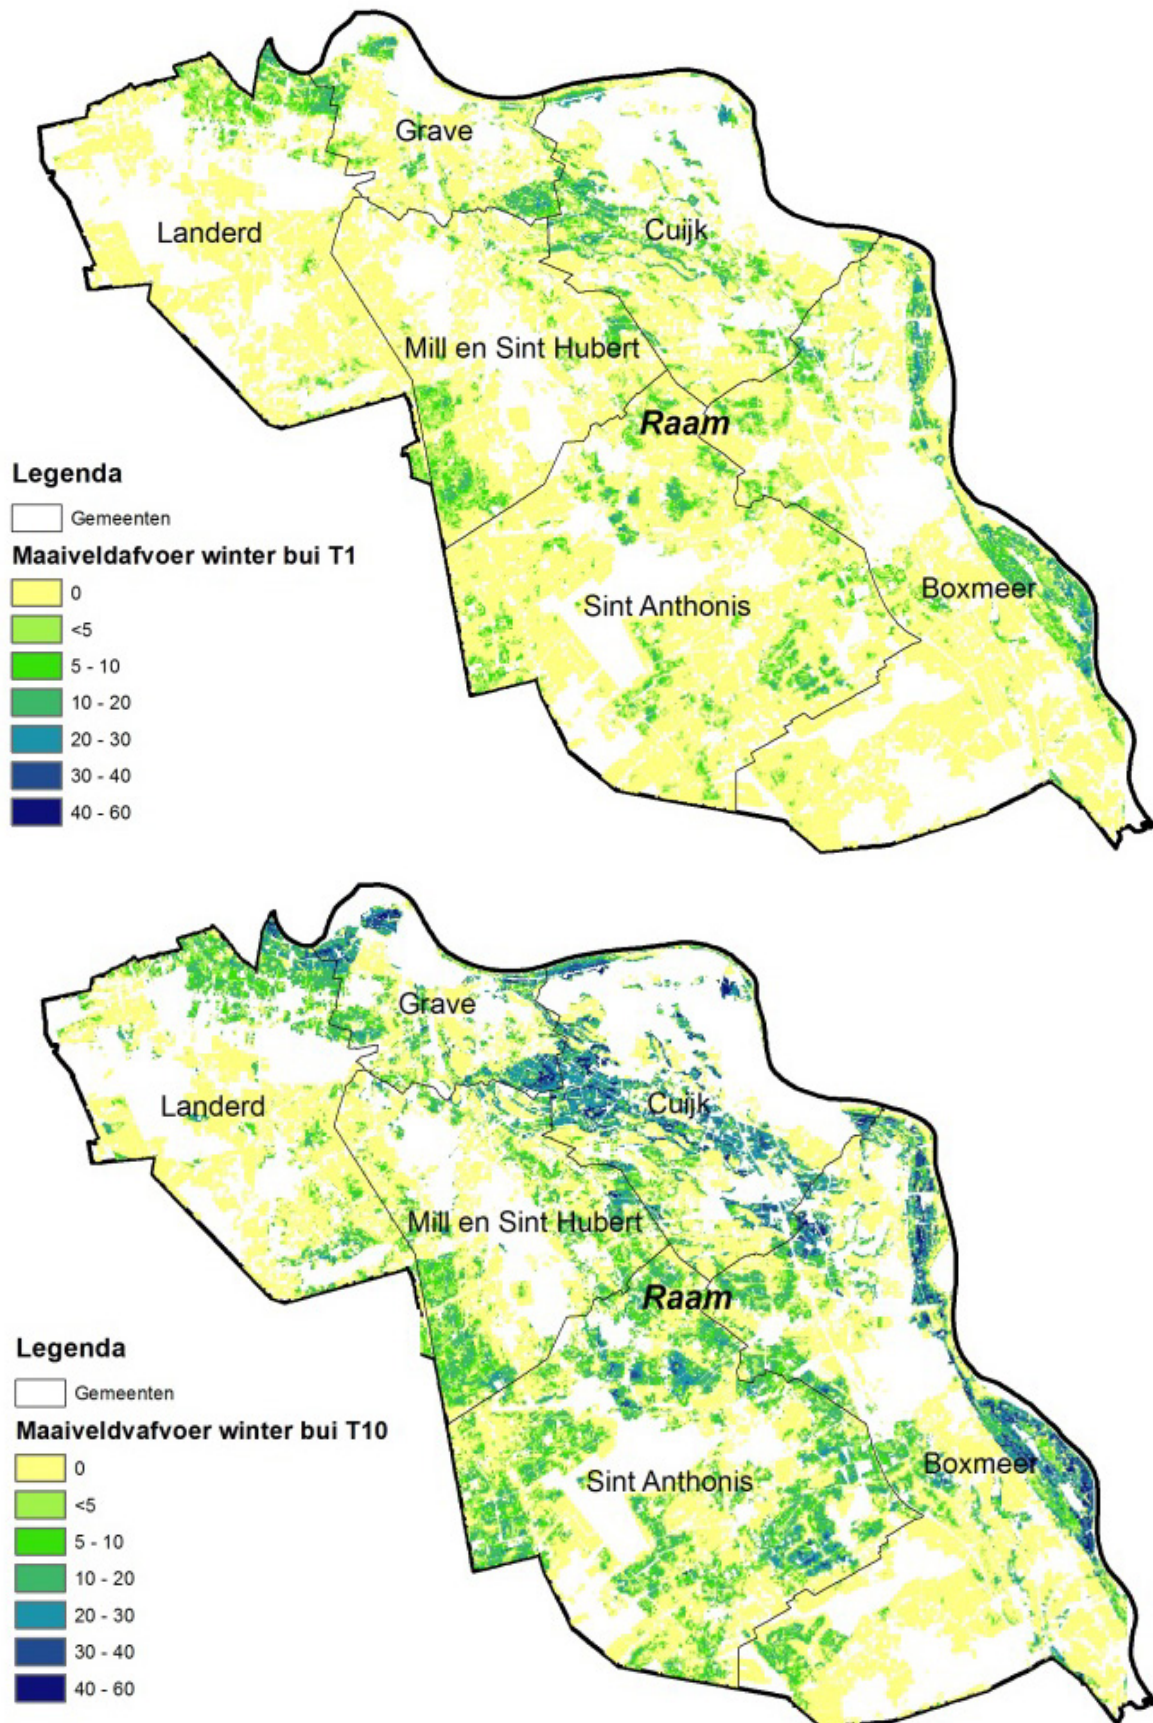 Grave
Landerd
Cuijk
Mill en Sint Hubert
Raam
Sint Anthonis
Boxmeer
Legenda
Gemeenten
Maaiveldafvoer winter bui T1
0
<5
5 - 10
10 - 20
20 - 30
30 - 40
40 - 60
Grave
Landerd
Cuijk
Mill en Sint Hubert
Raam
Sint Anthonis
Boxmeer
Legenda
Gemeenten
Maaiveldvafvoer winter bui T10
0
<5
5 - 10
10 - 20
20 - 30
30 - 40
40 - 60